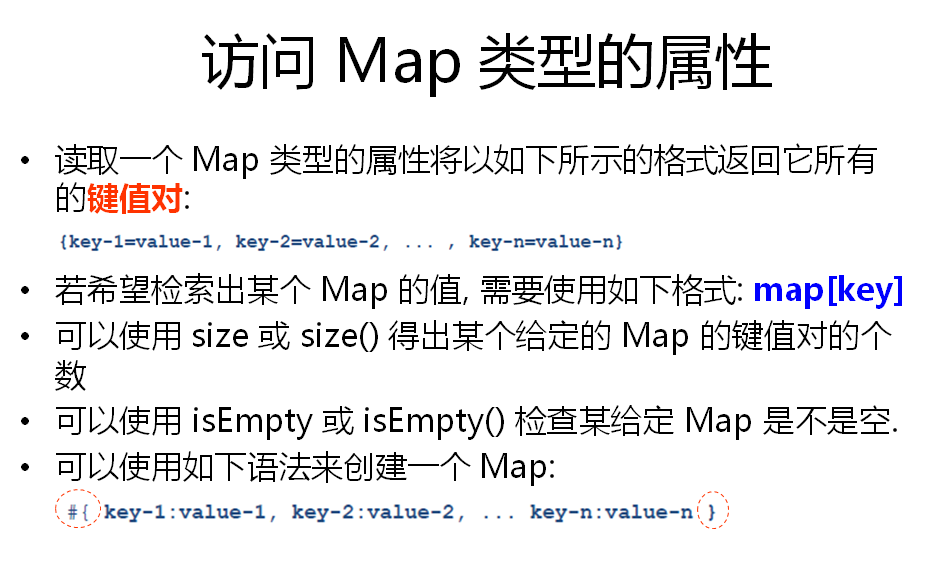 访问 Map 类型的属性
• 读取一个 Map 类型的属性将以如下所示的格式返回它所有
的键值对:
{key-1=value-1, key-2=value-2, ... , key-n=value-n}
• 若希望检索出某个 Map 的值, 需要使用如下格式: map[key]
• 可以使用 size 或 size() 得出某个给定的 Map 的键值对的个
数
• 可以使用 isEmpty 或 isEmpty() 检查某给定 Map 是不是空.
• 可以使用如下语法来创建一个 Map:
#{ key-1:value-1, key-2:value-2, ... key-n:value-n }